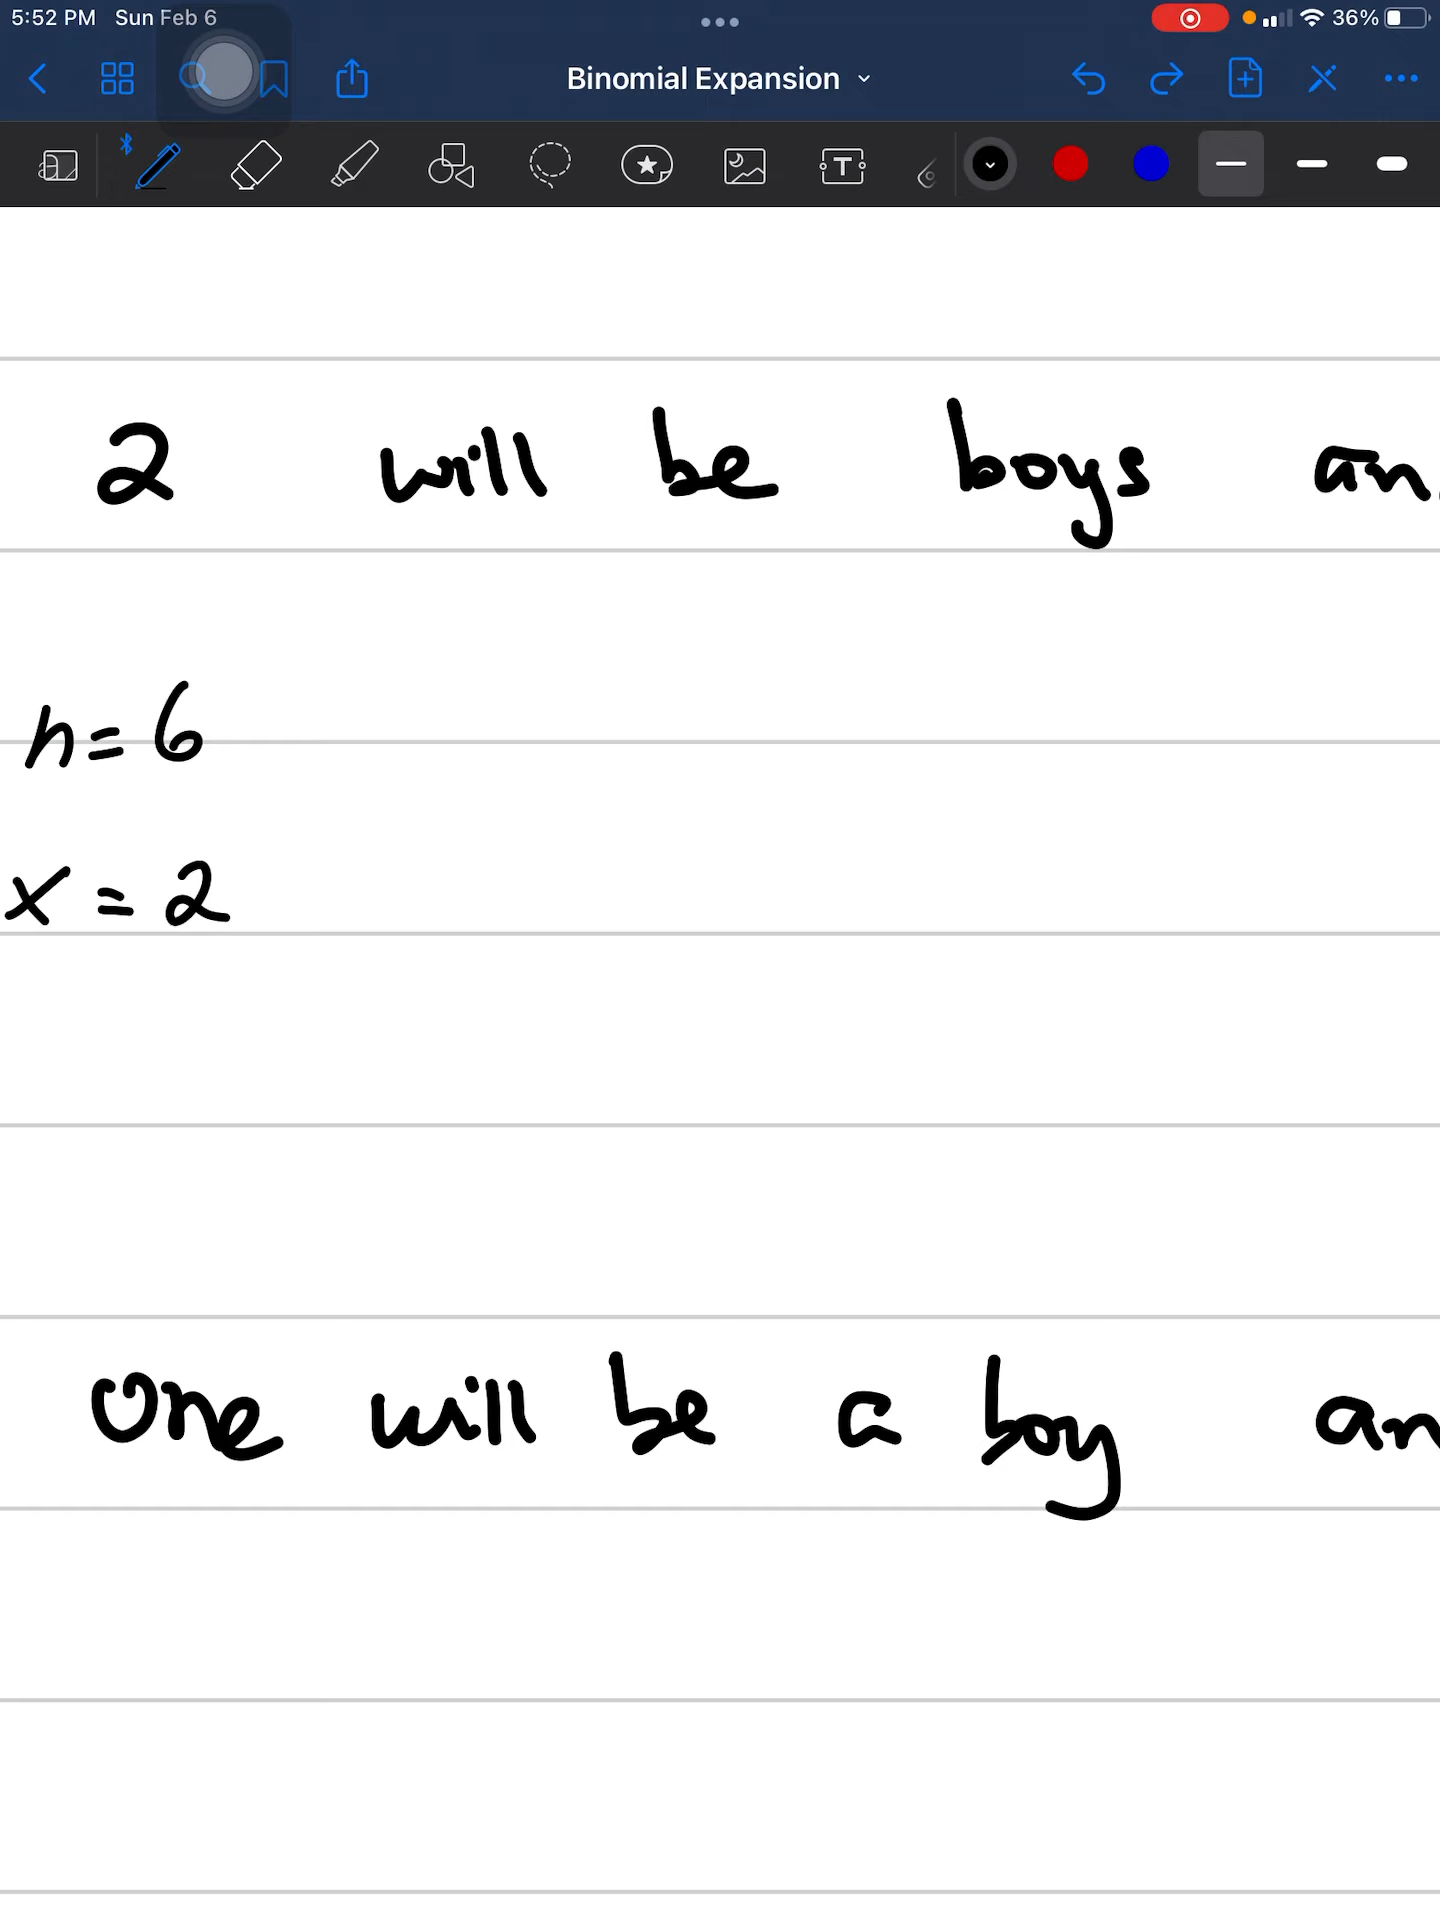 5:52 PM Sun Feb 6 36%
Binomial Expansion
2 will be boys
n = 6
x = 2
one will be a boy